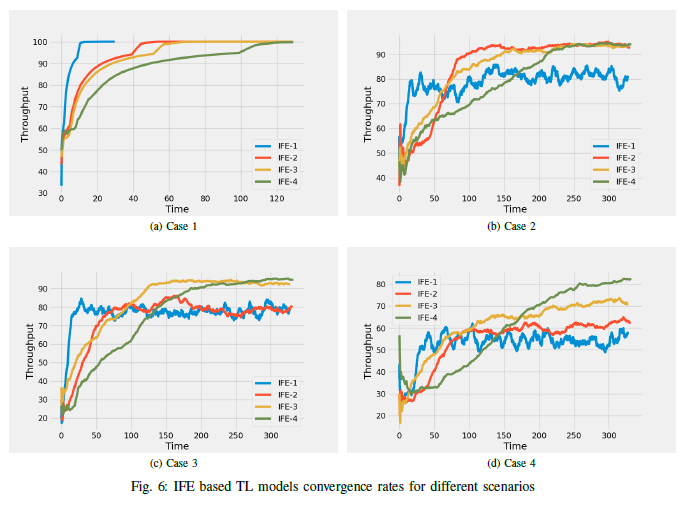 100
90
80
70
60
50
40
30
Throughput
0 20 40 60 80 100 120
Time
IFE-1
IFE-2
IFE-3
IFE-4
(a) Case 1
90
80
70
60
50
40
Throughput
0 50 100 150 200 250 300
Time
IFE-1
IFE-2
IFE-3
IFE-4
(b) Case 2
90
80
70
60
50
40
30
20
Throughput
0 50 100 150 200 250 300
Time
IFE-1
IFE-2
IFE-3
IFE-4
(c) Case 3
80
70
60
50
40
30
20
Throughput
0 50 100 150 200 250 300
Time
IFE-1
IFE-2
IFE-3
IFE-4
(d) Case 4
Fig. 6: IFE based TL models convergence rates for different scenarios